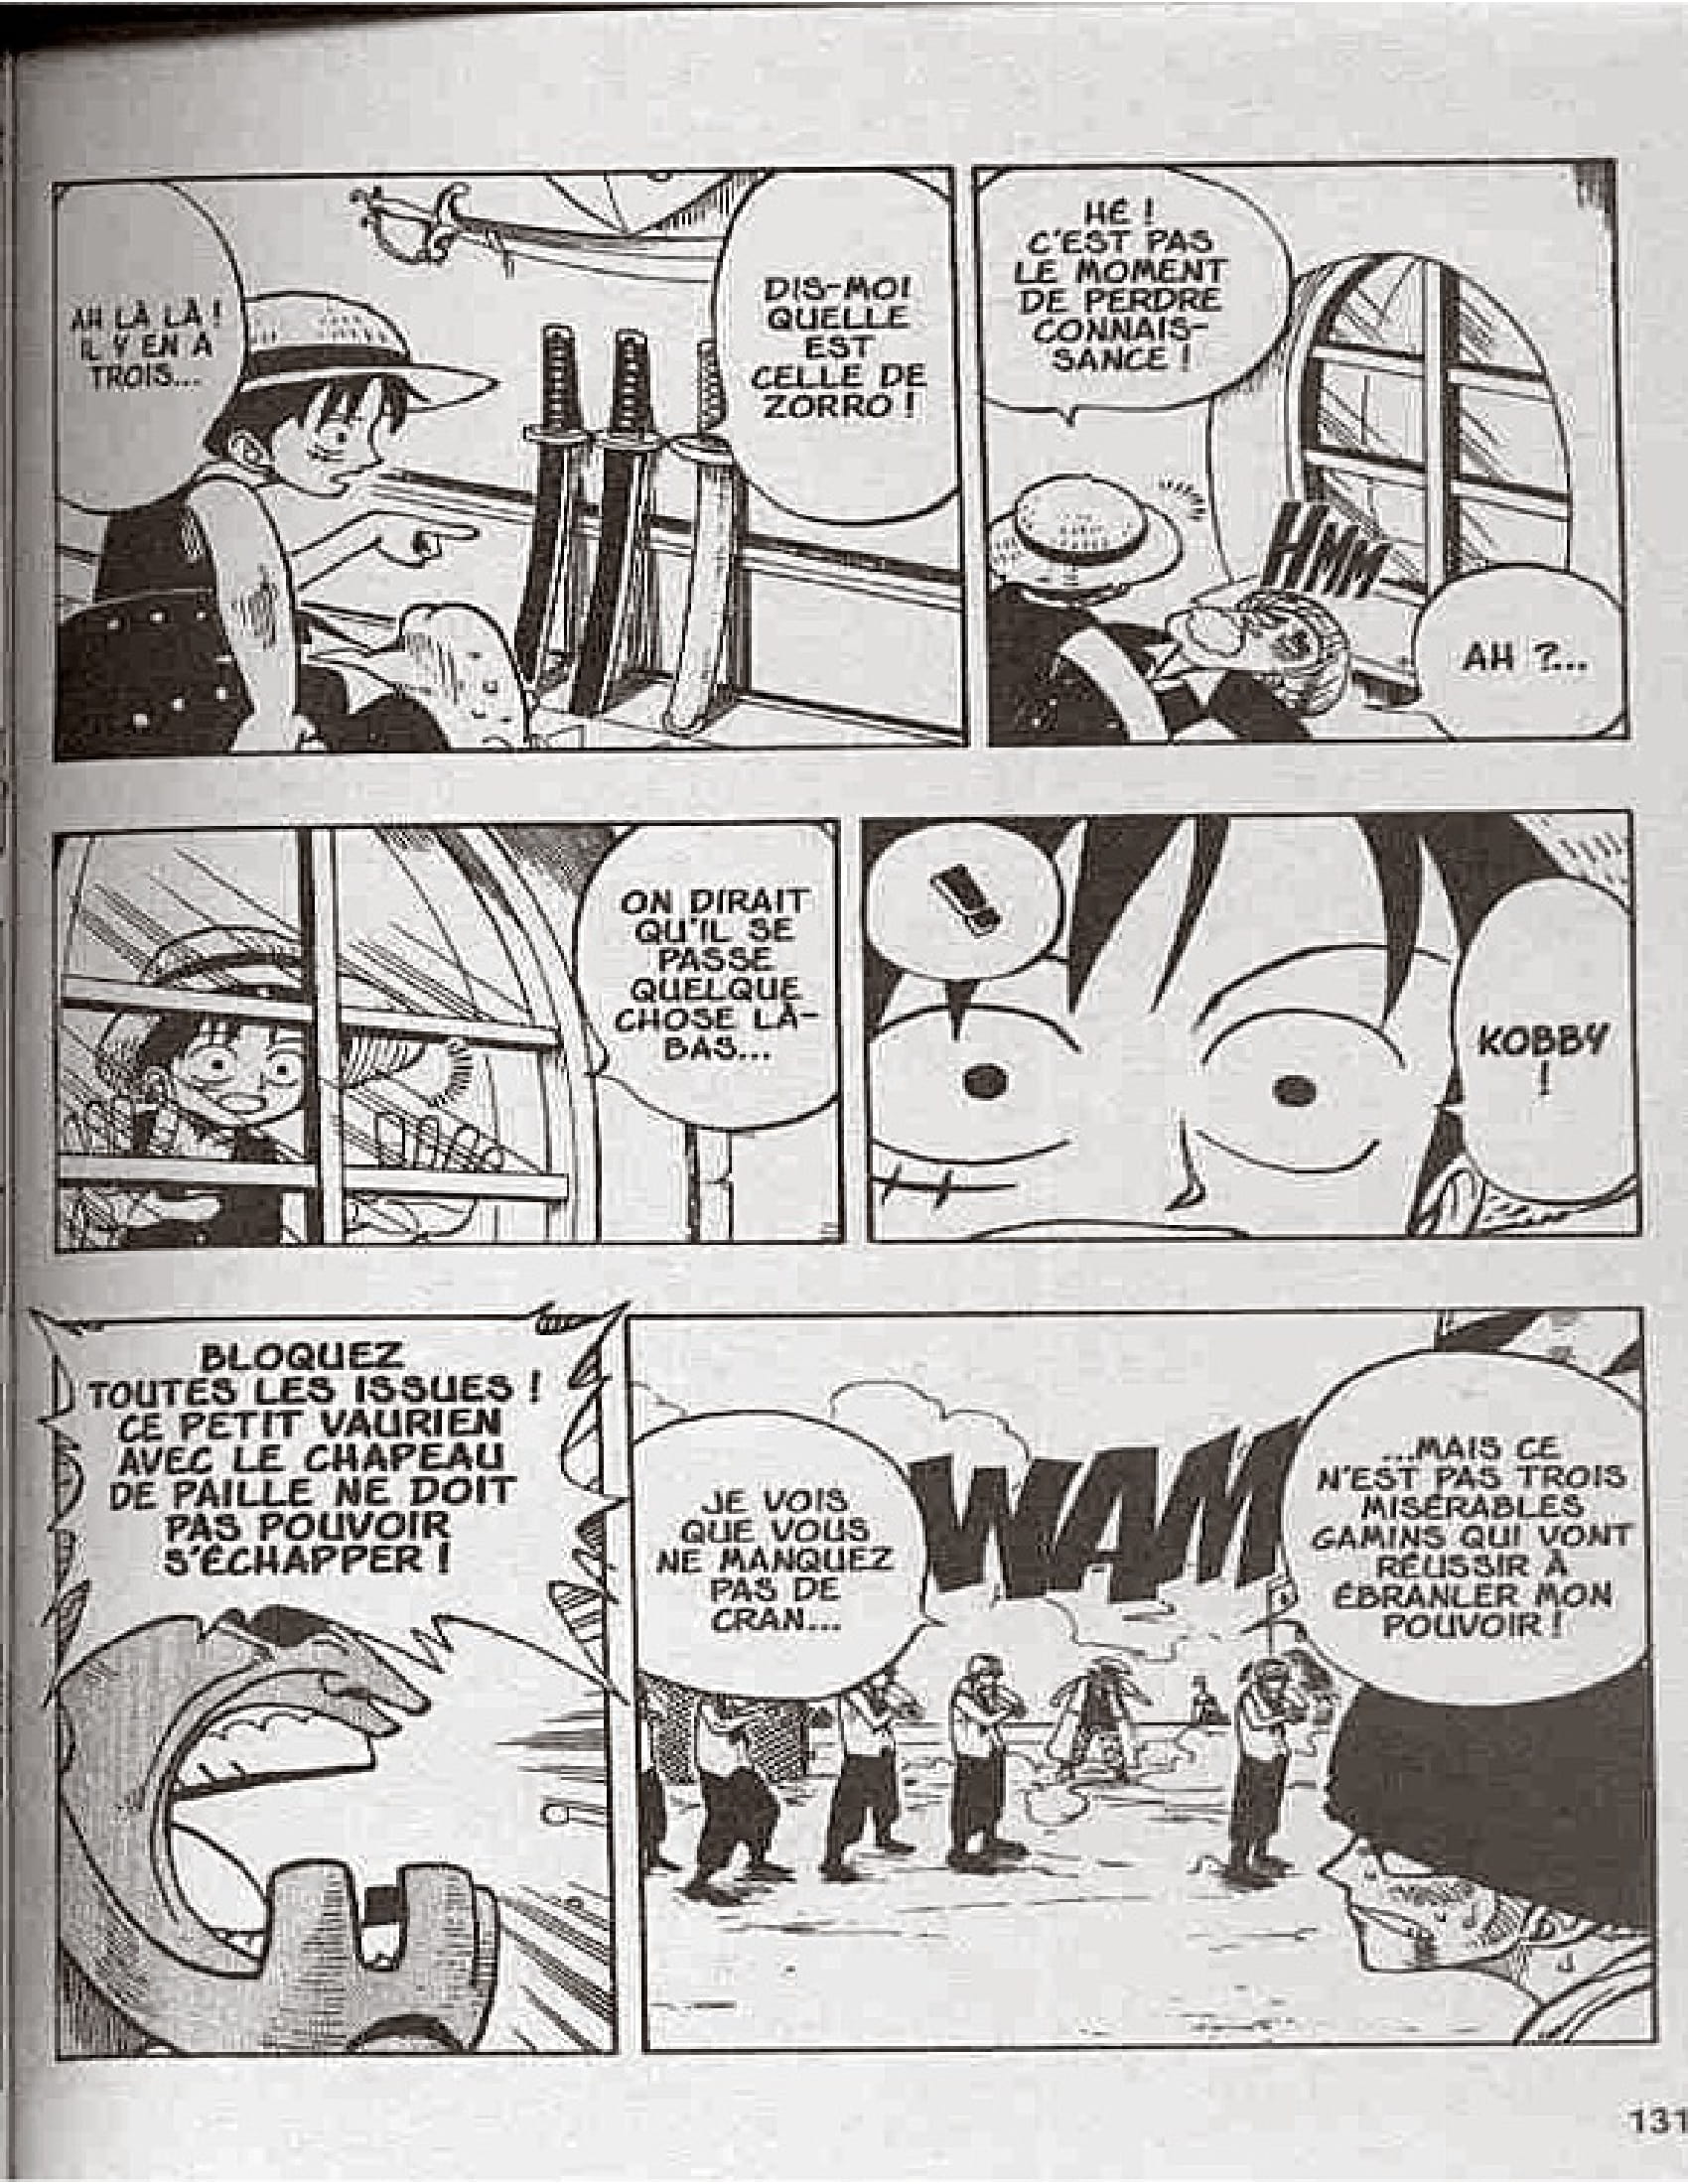 HÉ !
C'EST PAS
LE MOMENT
DE PERDRE
CONNAIS-
SANCE !
HMM
AH ?...
DIS-MOI
QUELLE
EST
CELLE DE
ZORRO !
AH LÀ LÀ !
IL Y EN A
TROIS...
KOBBY
!
!
ON DIRAIT
QU'IL SE
PASSE
QUELQUE
CHOSE LÀ-
BAS...
JE VOIS
QUE VOUS
NE MANQUEZ
PAS DE
CRAN...
WAM
...MAIS CE
N'EST PAS TROIS
MISÉRABLES
GAMINS QUI VONT
RÉUSSIR À
ÉBRANLER MON
POUVOIR !
BLOQUEZ
TOUTES LES ISSUES !
CE PETIT VAURIEN
AVEC LE CHAPEAU
DE PAILLE NE DOIT
PAS POUVOIR
S'ÉCHAPPER !
131